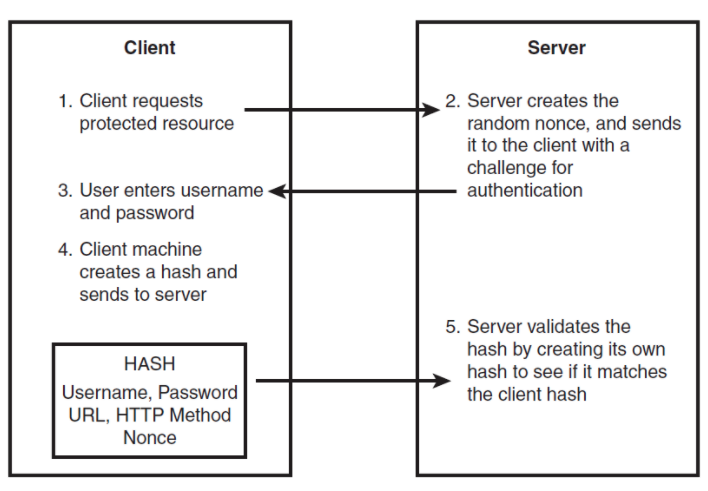 Client
1. Client requests
protected resource
3. User enters username
and password
4. Client machine
creates a hash and
sends to server
HASH
Username, Password
URL, HTTP Method
Nonce
Server
2. Server creates the
random nonce, and sends
it to the client with a
challenge for
authentication
5. Server validates the
hash by creating its own
hash to see if it matches
the client hash